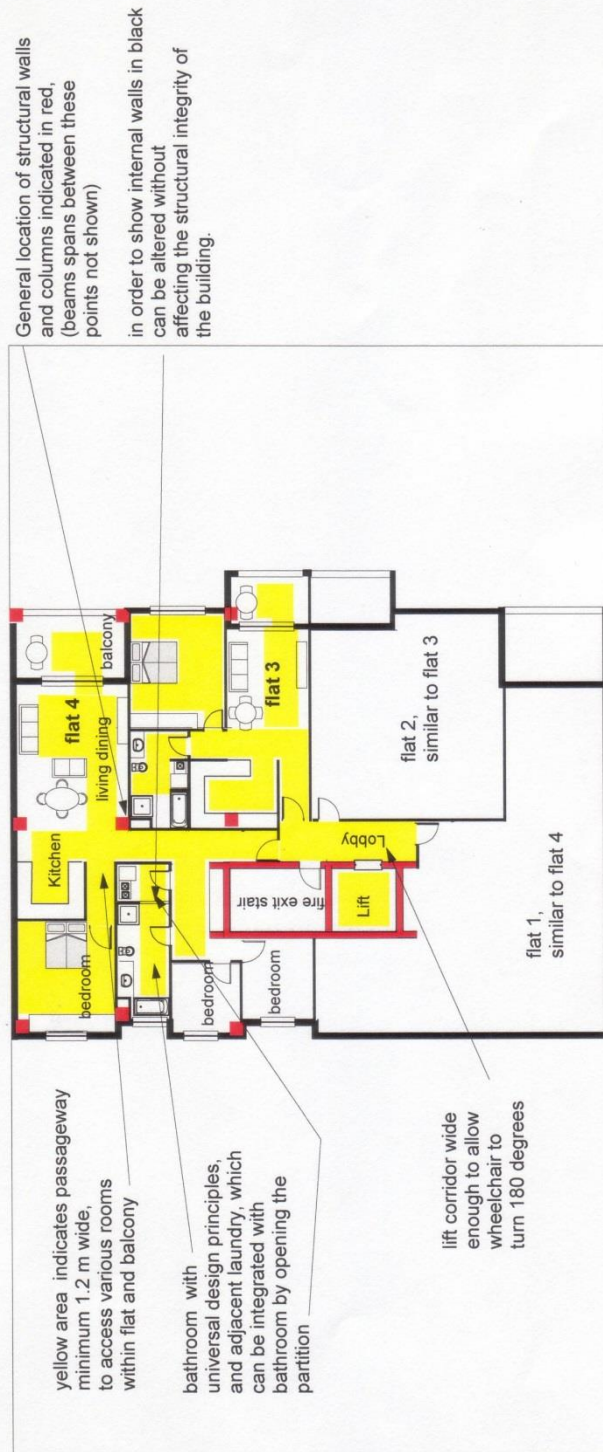 General location of structural walls
and columns indicated in red,
(beams spans between these
points not shown)
in order to show internal walls in black
can be altered without
affecting the structural integrity of
the building.
yellow area indicates passageway
minimum 1.2 m wide,
to access various rooms
within flat and balcony
bathroom with
universal design principles,
and adjacent laundry, which
can be integrated with
bathroom by opening the
partition
lift corridor wide
enough to allow
wheelchair to
turn 180 degrees
bedroom
Kitchen
living dining
flat 4
balcony
bedroom
bedroom
fire exit stair
Lift
Lobby
flat 3
flat 2,
similar to flat 3
flat 1,
similar to flat 4